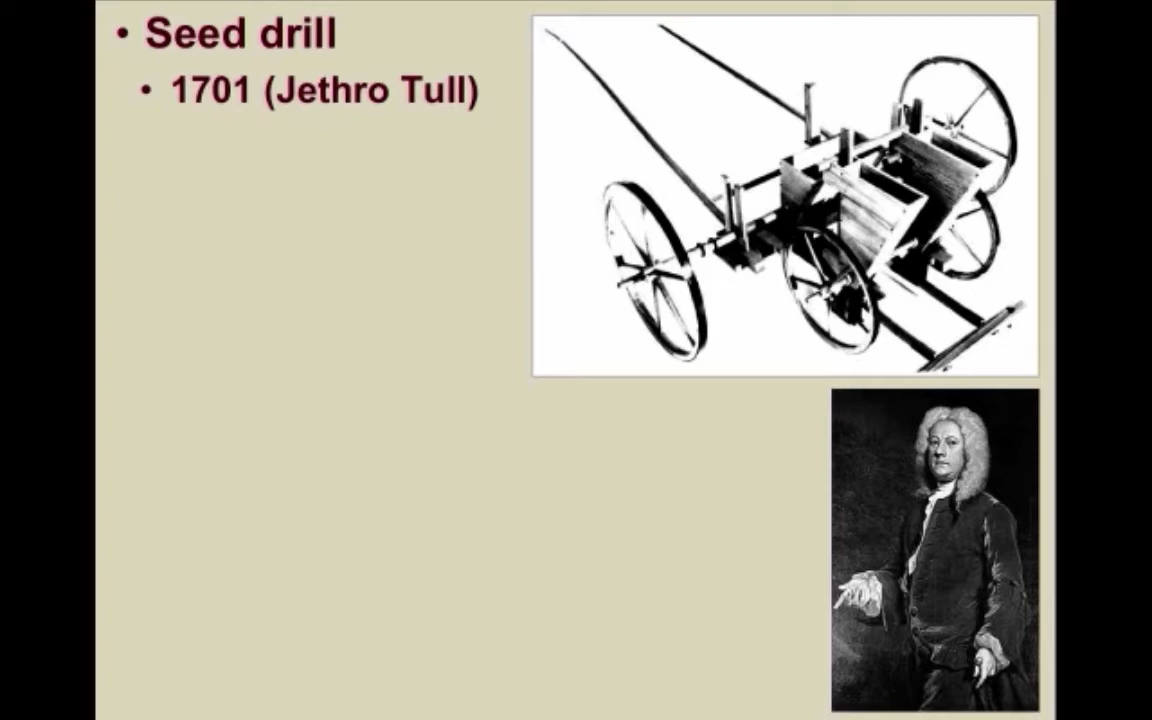 • Seed drill
• 1701 (Jethro Tull)